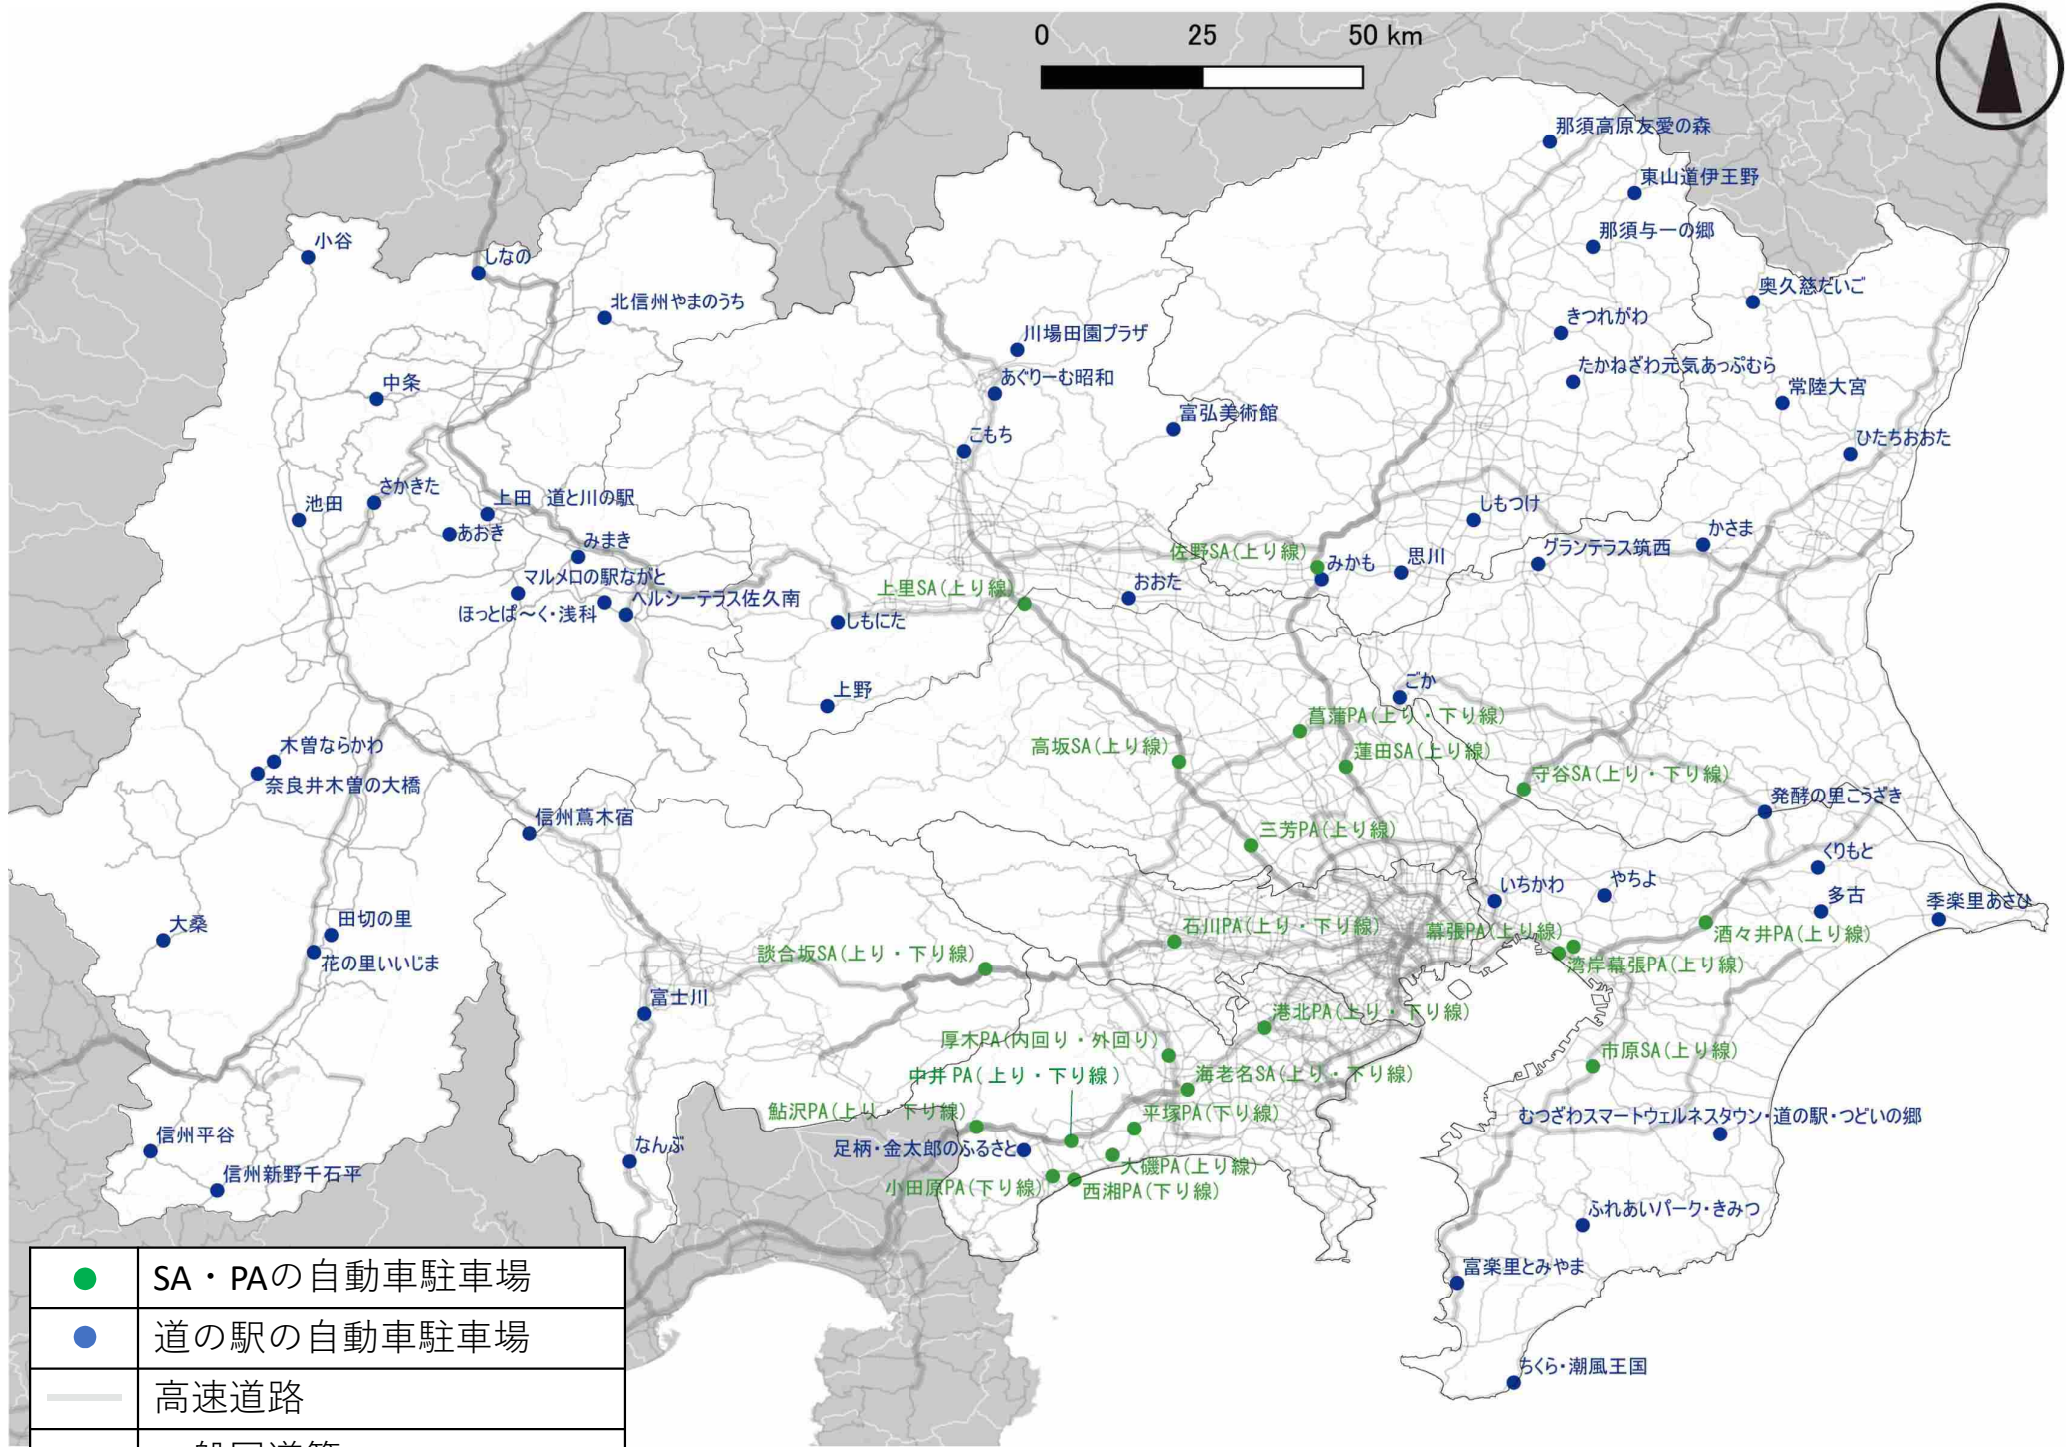 0 25 50 km
那須高原友愛の森
東山道伊王野
那須与一の郷
小谷
しなの
奥久慈だいご
北信州やまのうち
きつれがわ
川場田園プラザ
たかねざわ元気あっぷむら
中条
あぐりーむ昭和
常陸大宮
富弘美術館
こもち
ひたちおおた
さかきた
上田 道と川の駅
池田
しもつけ
あおき
かさま
みまき
佐野SA(上り線)
みかも
思川
グランテラス筑西
マルメロの駅ながと
上里SA(上り線)
おおた
ヘルシーテラス佐久南
ほっとぱ~く・浅科
しもにた
上野
ごか
菖蒲PA(上り・下り線)
木曽ならかわ
高坂SA(上り線)
蓮田SA(上り線)
奈良井木曽の大橋
守谷SA(上り・下り線)
発酵の里こうざき
信州蔦木宿
三芳PA(上り線)
くりもと
いちかわ
やちよ
多古
季楽里あさひ
大桑
田切の里
石川PA(上り・下り線)
幕張PA(上り線)
酒々井PA(上り線)
談合坂SA(上り・下り線)
花の里いいじま
湾岸幕張PA(上り線)
富士川
港北PA(上り・下り線)
厚木PA(内回り・外回り)
市原SA(上り線)
中井PA(上り・下り線)
海老名SA(上り・下り線)
鮎沢PA(上り・下り線)
平塚PA(下り線)
むつざわスマートウェルネスタウン・道の駅・つどいの郷
信州平谷
なんぶ
足柄・金太郎のふるさと
大磯PA(上り線)
信州新野千石平
小田原PA(下り線)
西湘PA(下り線)
ふれあいパーク・きみつ
富楽里とみやま
SA・PAの自動車駐車場
道の駅の自動車駐車場
ちくら・潮風王国
高速道路